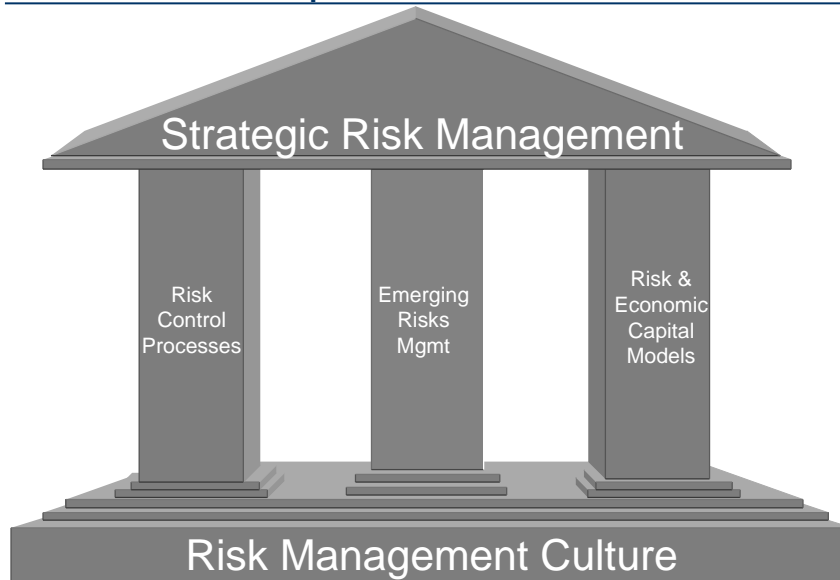 Strategic Risk Management
Risk
Control
Processes
Emerging
Risks
Mgmt
Risk &
Economic
Capital
Models
Risk Management Culture